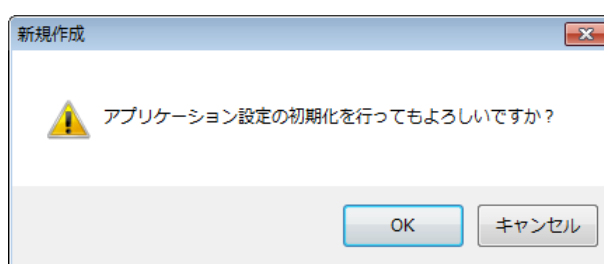 新規作成
アプリケーション設定の初期化を行ってもよろしいですか？
OK
キャンセル